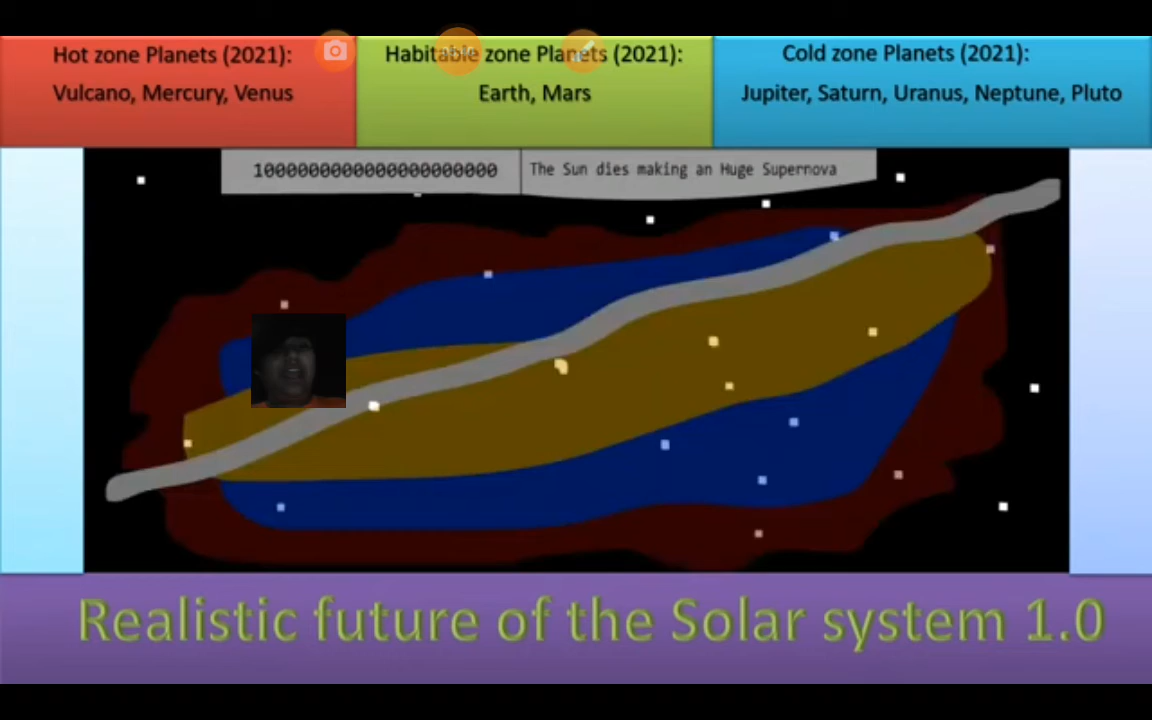 Hot zone Planets (2021):
Vulcano, Mercury, Venus
Habitable zone Planets (2021):
Earth, Mars
Cold zone Planets (2021):
Jupiter, Saturn, Uranus, Neptune, Pluto
10000000000000000000000
The Sun dies making an Huge Supernova
Realistic future of the Solar system 1.0